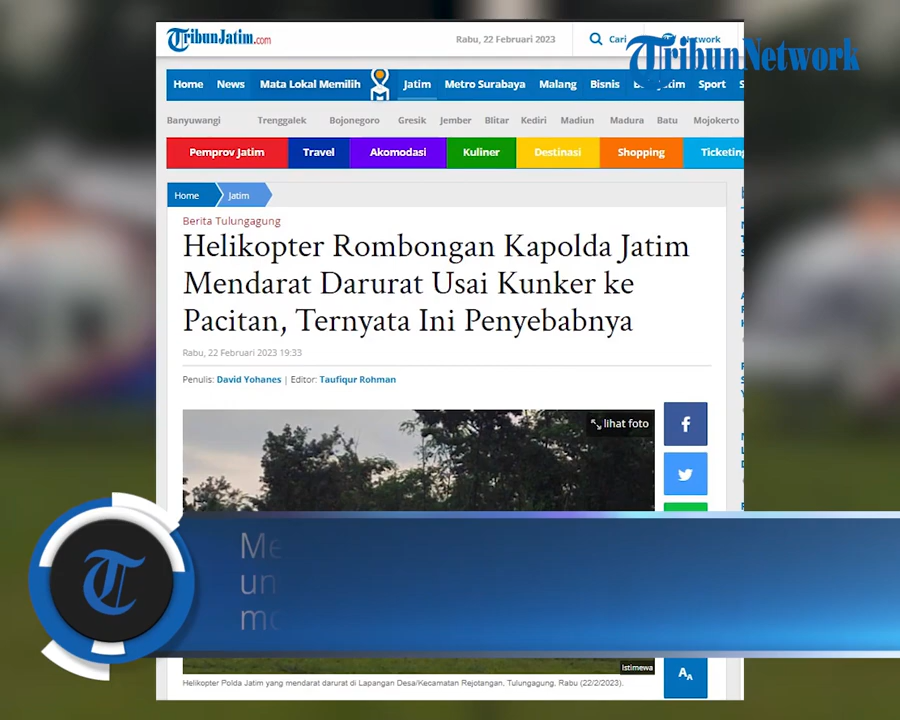 TribunJatim.com
Rabu, 22 Februari 2023
Cari
Network
TribunNetwork
Home News Mata Lokal Memilih Jatim Metro Surabaya Malang Bisnis Sport
Banyuwangi Trenggalek Bojonegoro Gresik Jember Blitar Kediri Madiun Madura Batu Mojokerto
Pemprov Jatim Travel Akomodasi Kuliner Destinasi Shopping Ticketing
Home Jatim
Berita Tulungagung
Helikopter Rombongan Kapolda Jatim
Mendarat Darurat Usai Kunker ke
Pacitan, Ternyata Ini Penyebabnya
Rabu, 22 Februari 2023 19:33
Penulis: David Yohanes | Editor: Taufiqur Rohman
lihat foto
T
Istimewa
AA
Helikopter Polda Jatim yang mendarat darurat di Lapangan Desa/Kecamatan Rejotangan, Tulungagung, Rabu (22/2/2023).